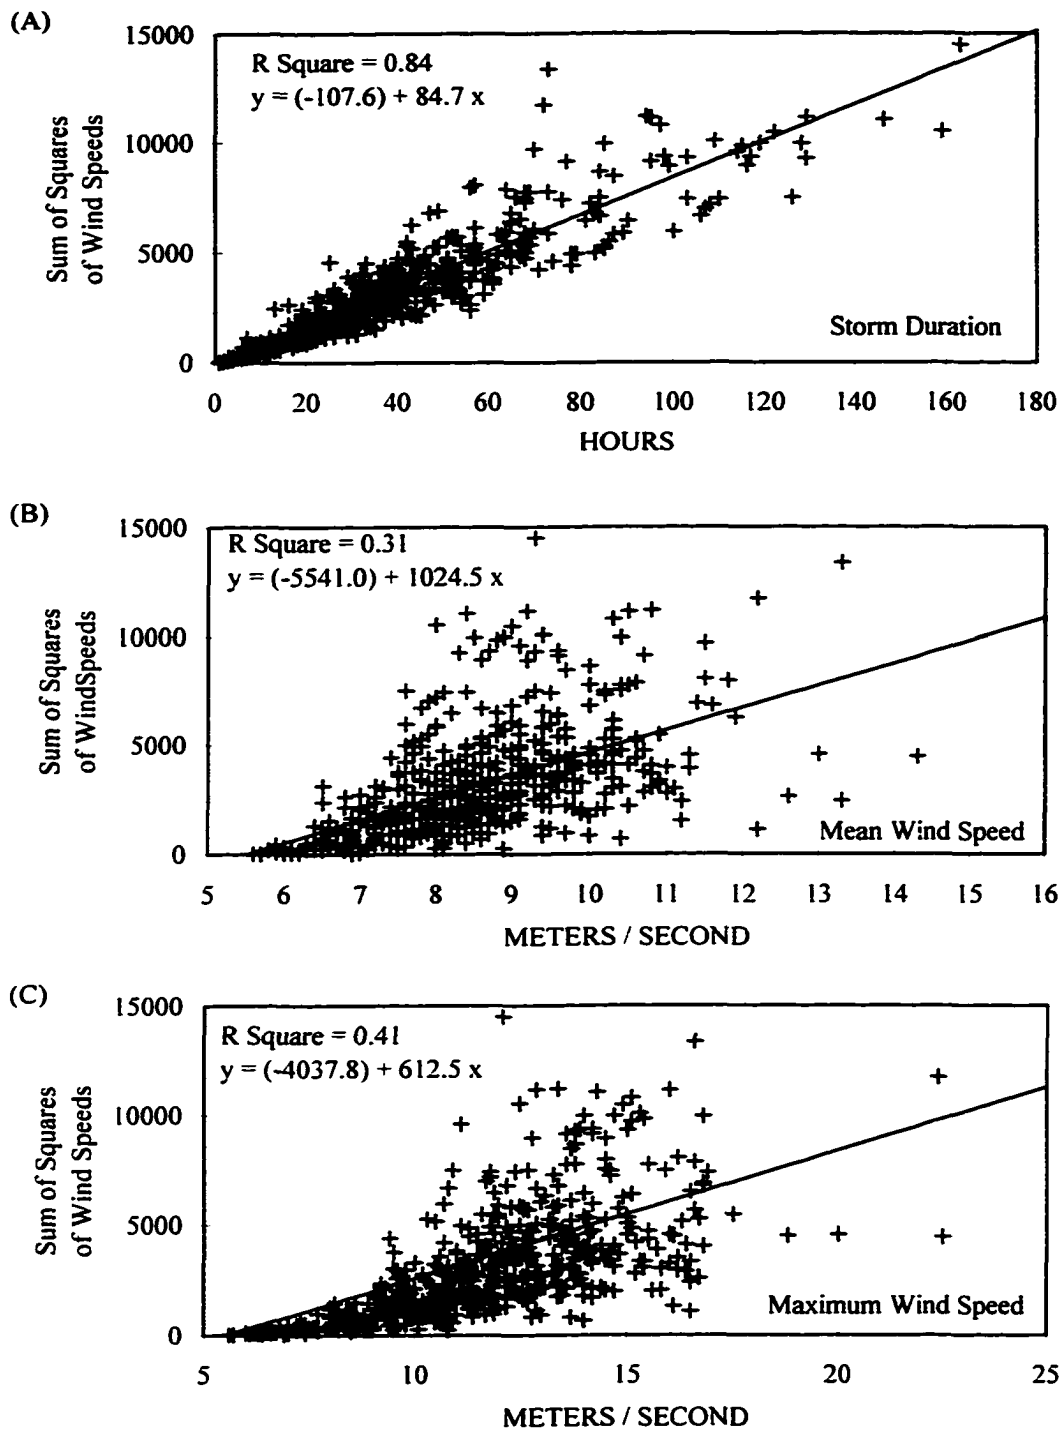 (A)
15000
10000
5000
0
Sum of Squares
of Wind Speeds
R Square = 0.84
y = (-107.6) + 84.7 x
Storm Duration
0 20 40 60 80 100 120 140 160 180
HOURS
(B)
15000
10000
5000
0
Sum of Squares
of WindSpeeds
R Square = 0.31
y = (-5541.0) + 1024.5 x
Mean Wind Speed
5 6 7 8 9 10 11 12 13 14 15 16
METERS / SECOND
(C)
15000
10000
5000
0
Sum of Squares
of Wind Speeds
R Square = 0.41
y = (-4037.8) + 612.5 x
Maximum Wind Speed
5 10 15 20 25
METERS / SECOND